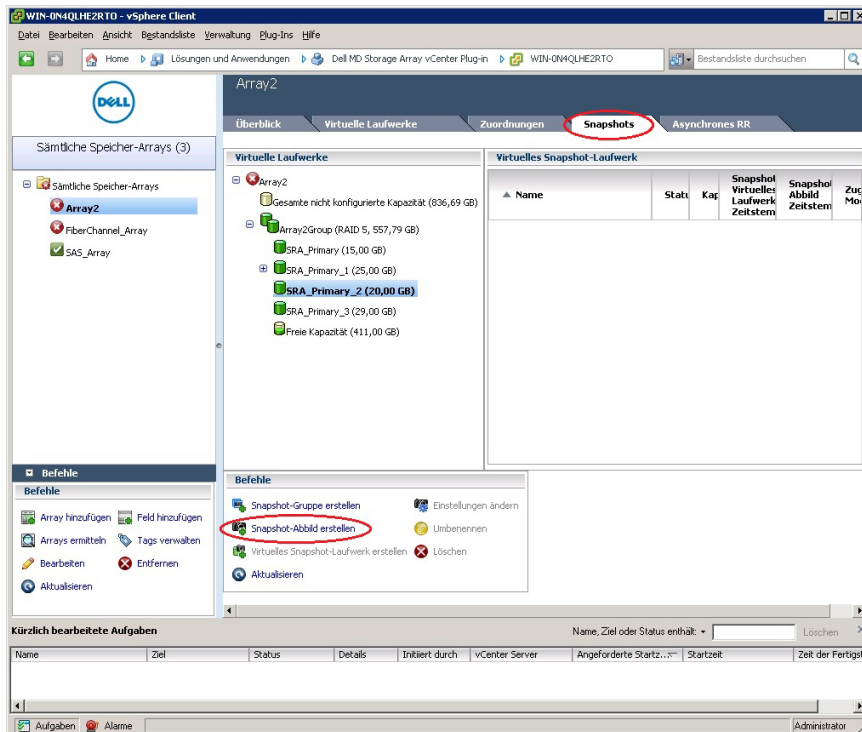 WIN-0N4QLHE2RTO - vSphere Client
Datei Bearbeiten Ansicht Bestandsliste Verwaltung Plug-Ins Hilfe
Home Lösungen und Anwendungen Dell MD Storage Array vCenter Plug-in WIN-0N4QLHE2RTO Bestandsliste durchsuchen
DELL
Sämtliche Speicher-Arrays (3)
Sämtliche Speicher-Arrays
Array2
FiberChannel_Array
SAS_Array
Befehle
Befehle
Array hinzufügen Feld hinzufügen
Arrays ermitteln Tags verwalten
Bearbeiten Entfernen
Aktualisieren
Array2
Überblick Virtuelle Laufwerke Zuordnungen Snapshots Asynchrones RR
Virtuelle Laufwerke
Array2
Gesamte nicht konfigurierte Kapazität (836,69 GB)
Array2Group (RAID 5, 557,79 GB)
SRA_Primary (15,00 GB)
SRA_Primary_1 (25,00 GB)
SRA_Primary_2 (20,00 GB)
SRA_Primary_3 (29,00 GB)
Freie Kapazität (411,00 GB)
Virtuelles Snapshot-Laufwerk
Name Statu Kap Snapshot Virtuelles Laufwerk Zeitstem Snapshot Abbild Zeitstem Zug Mod
Befehle
Snapshot-Gruppe erstellen Einstellungen ändern
Snapshot-Abbild erstellen Umbenennen
Virtuelles Snapshot-Laufwerk erstellen Löschen
Aktualisieren
Kürzlich bearbeitete Aufgaben Name, Ziel oder Status enthält: Löschen
Name Ziel Status Details Initiiert durch vCenter Server Angeforderte Startz... Startzeit Zeit der Fertigst
Aufgaben Alarme Administrator